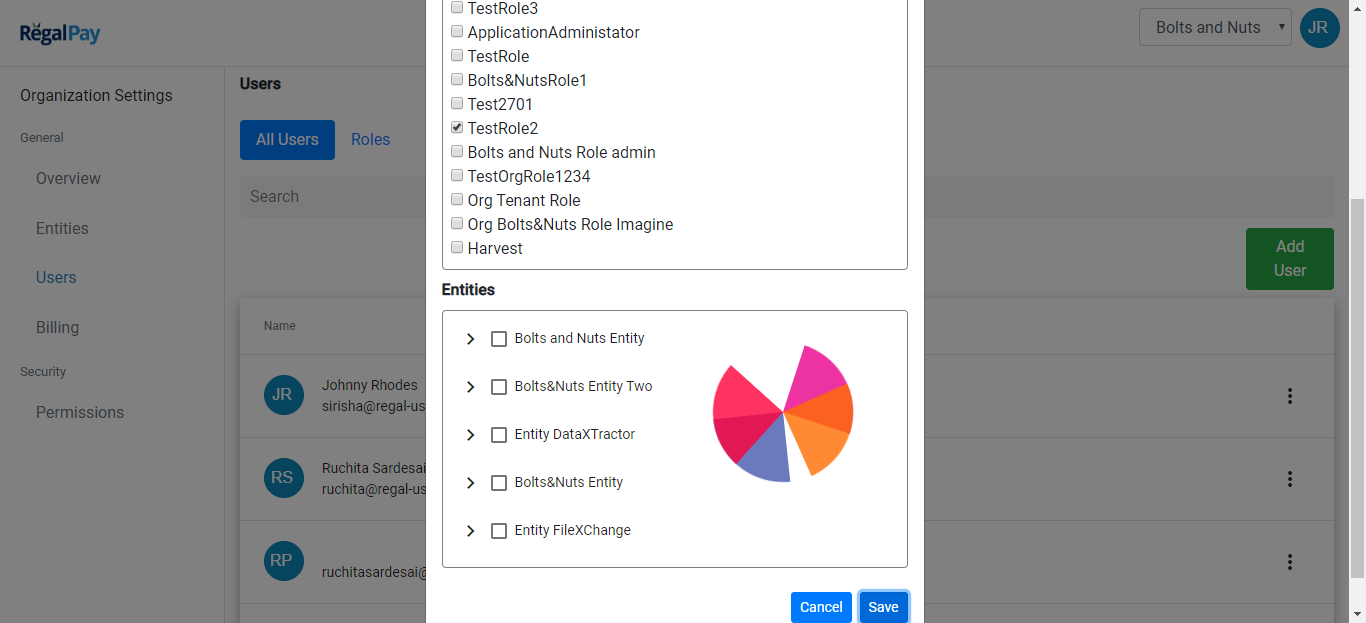 RegalPay
Bolts and Nuts
JR
Organization Settings
General
Overview
Entities
Users
Billing
Security
Permissions
Users
All Users
Roles
Search
Add
User
Name
JR
Johnny Rhodes
sirisha@regal-us
RS
Ruchita Sardesai
ruchita@regal-us
RP
ruchitasardesai@
TestRole3
ApplicationAdministator
TestRole
Bolts&NutsRole1
Test2701
TestRole2
Bolts and Nuts Role admin
TestOrgRole1234
Org Tenant Role
Org Bolts&Nuts Role Imagine
Harvest
Entities
Bolts and Nuts Entity
Bolts&Nuts Entity Two
Entity DataXTractor
Bolts&Nuts Entity
Entity FileXChange
Cancel
Save